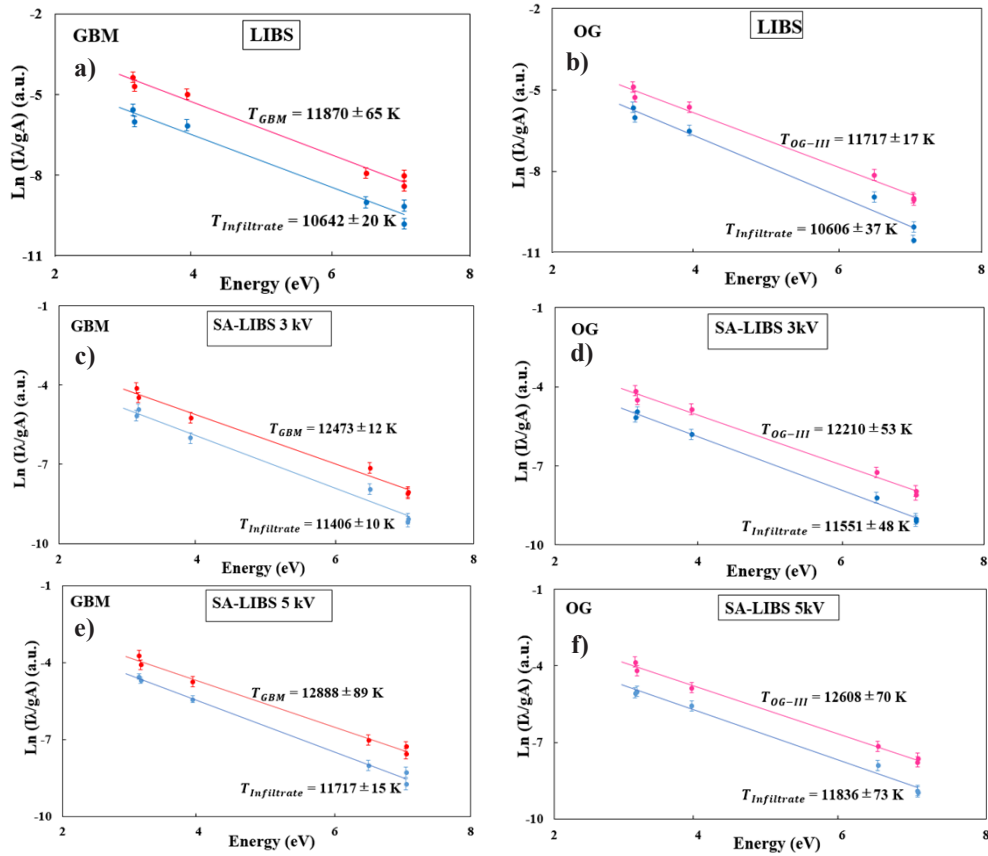 GBM
LIBS
a)
-2
-5
-8
-11
Ln (Iλ/gA) (a.u.)
T_GBM = 11870 ± 65 K
T_Infiltrate = 10642 ± 20 K
2 4 6 8
Energy (eV)
OG
LIBS
b)
-2
-5
-8
-11
Ln (Iλ/gA) (a.u.)
T_OG−III = 11717 ± 17 K
T_Infiltrate = 10606 ± 37 K
2 4 6 8
Energy (eV)
GBM
SA-LIBS 3 kV
c)
-1
-4
-7
-10
Ln (Iλ/gA) (a.u.)
T_GBM = 12473 ± 12 K
T_Infiltrate = 11406 ± 10 K
2 4 6 8
Energy (eV)
OG
SA-LIBS 3kV
d)
-1
-4
-7
-10
Ln (Iλ/gA) (a.u.)
T_OG−III = 12210 ± 53 K
T_Infiltrate = 11551 ± 48 K
2 4 6 8
Energy (eV)
GBM
SA-LIBS 5 kV
e)
-1
-4
-7
-10
Ln (Iλ/gA) (a.u.)
T_GBM = 12888 ± 89 K
T_Infiltrate = 11717 ± 15 K
2 4 6 8
Energy (eV)
OG
SA-LIBS 5kV
f)
-1
-4
-7
-10
Ln (Iλ/gA) (a.u.)
T_OG−III = 12608 ± 70 K
T_Infiltrate = 11836 ± 73 K
2 4 6 8
Energy (eV)